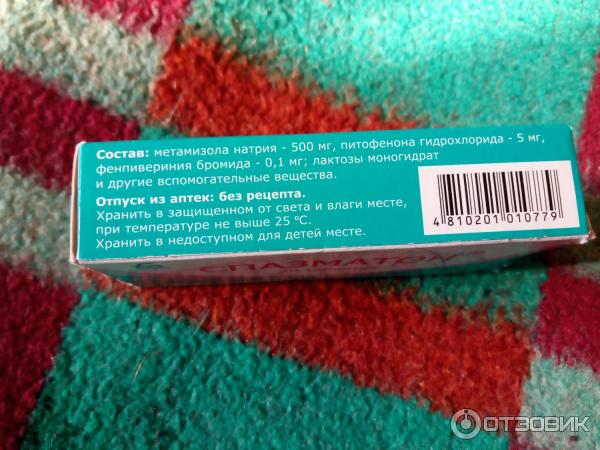 Состав: метамизола натрия - 500 мг, питофенона гидрохлорида - 5 мг,
фенпивериния бромида - 0,1 мг; лактозы моногидрат
и другие вспомогательные вещества.
Отпуск из аптек: без рецепта.
Хранить в защищенном от света и влаги месте,
при температуре не выше 25 °С.
Хранить в недоступном для детей месте.
4 810201 010779
СПАЗМАТОН®
ОТЗОВИК